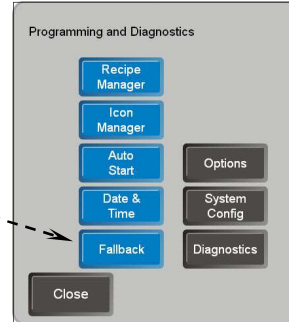 Programming and Diagnostics
Recipe
Manager
Icon
Manager
Auto
Start
Options
Date &
Time
System
Config
Fallback
Diagnostics
Close